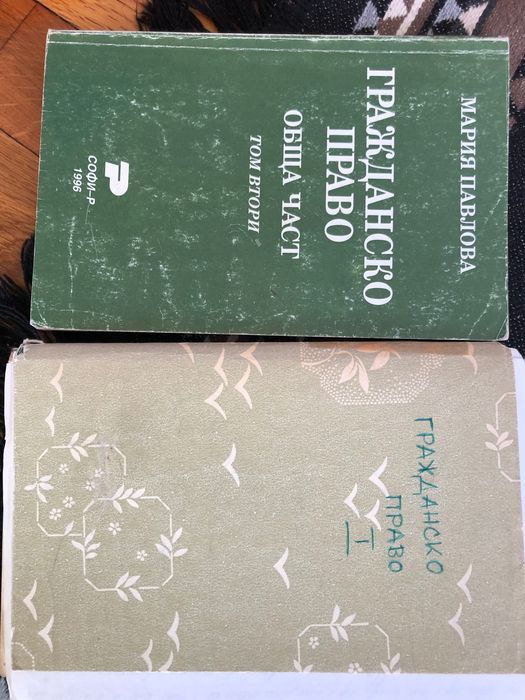 МАРИЯ ПАВЛОВА
ГРАЖДАНСКО
ПРАВО
ОБЩА ЧАСТ
ТОМ ВТОРИ
СОФИ-Р
1996
ГРАЖДАНСКО
ПРАВО
I